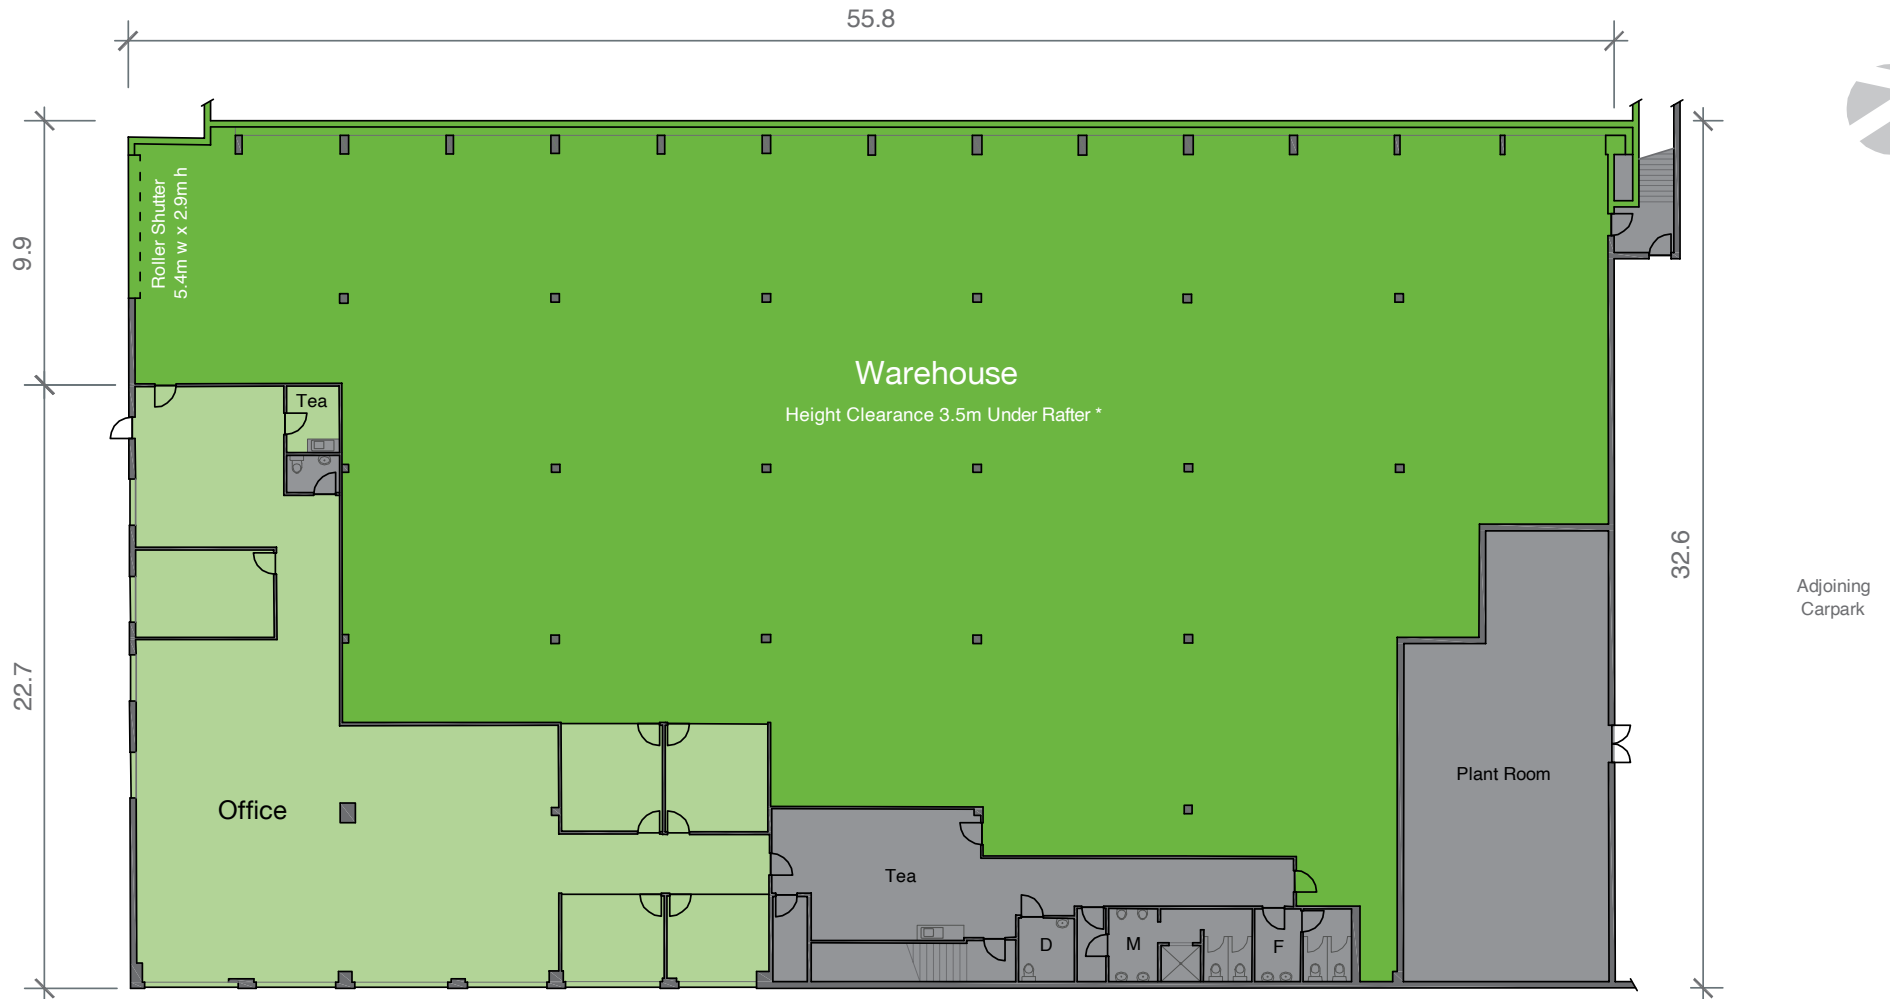 55.8
9.9
Roller Shutter
5.4m w x 2.9m h
Warehouse
Height Clearance 3.5m Under Rafter *
Tea
32.6
Adjoining
Carpark
22.7
Office
Plant Room
Tea
D
M
F